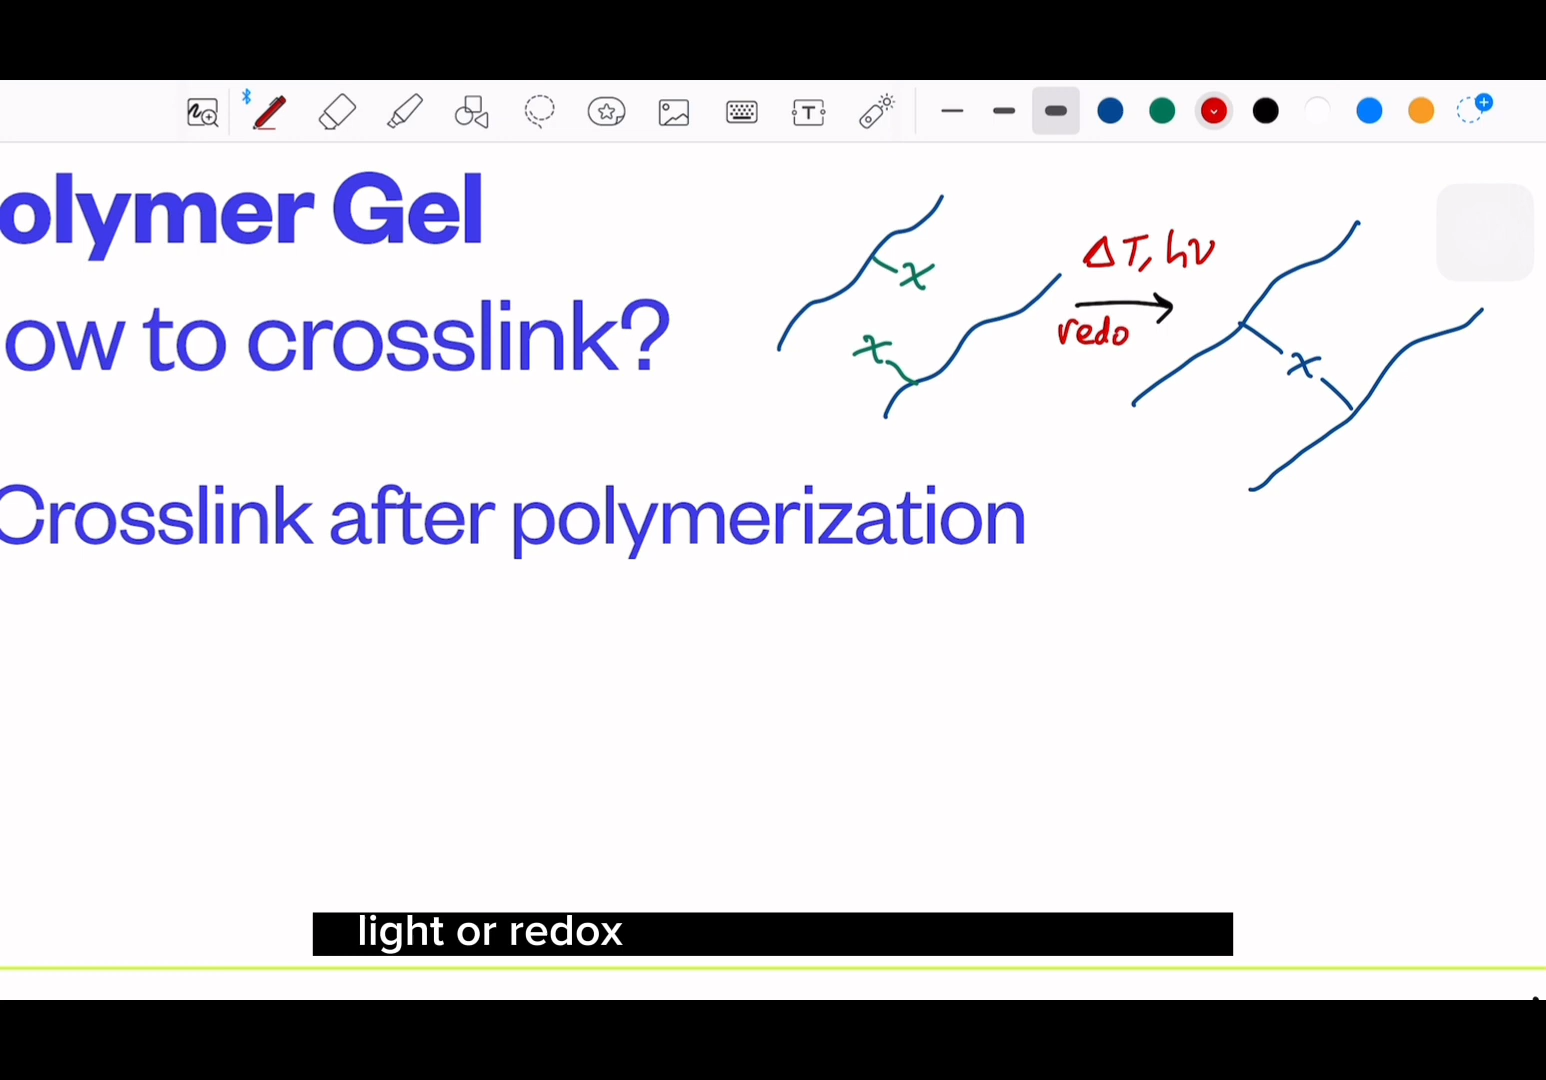 olymer Gel
ow to crosslink?
Crosslink after polymerization
x
x
ΔT, hν
redo
x
light or redox